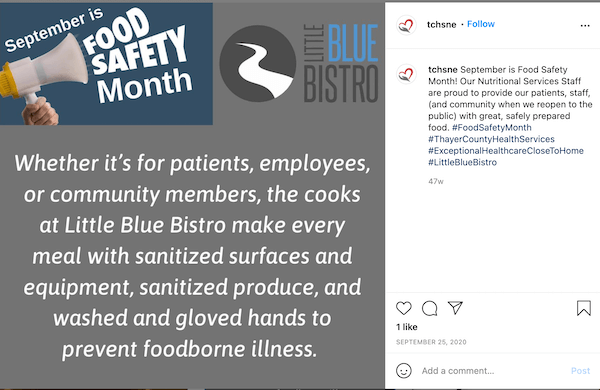 September is
FOOD
SAFETY
Month
LITTLE
BLUE
BISTRO
Whether it's for patients, employees,
or community members, the cooks
at Little Blue Bistro make every
meal with sanitized surfaces and
equipment, sanitized produce, and
washed and gloved hands to
prevent foodborne illness.
tchsne • Follow
tchsne September is Food Safety
Month! Our Nutritional Services Staff
are proud to provide our patients, staff,
(and community when we reopen to the
public) with great, safely prepared
food. #FoodSafetyMonth
#ThayerCountyHealthServices
#ExceptionalHealthcareCloseToHome
#LittleBlueBistro
47w
1 like
SEPTEMBER 25, 2020
Add a comment...
Post